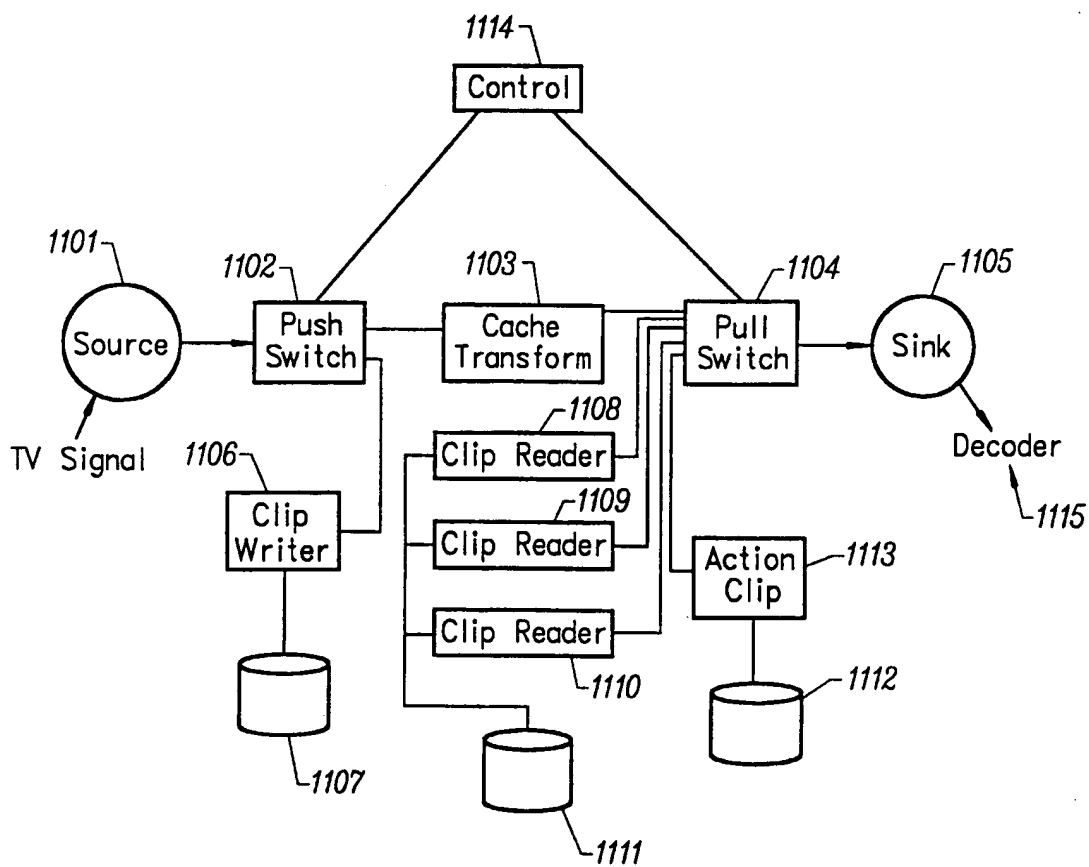 1114
Control
1101
1102
1103
1104
1105
Source
Push
Switch
Cache
Transform
Pull
Switch
Sink
TV Signal
1106
1108
Clip Reader
Decoder
1115
Clip
Writer
1109
Clip Reader
Action
Clip
1113
Clip Reader
1110
1107
1112
1111